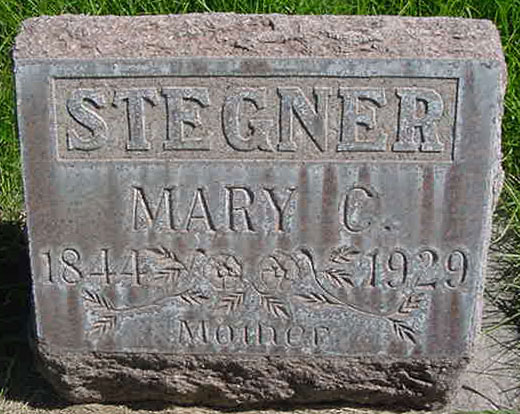 STEGNER
MARY C.
1844 1929
Mother